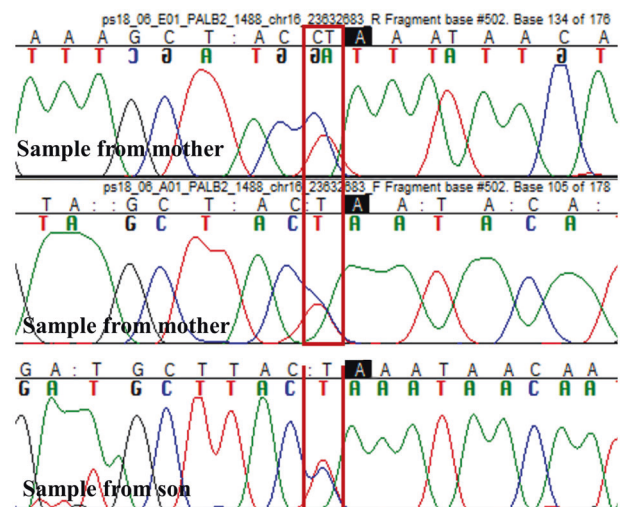 ps18_06_E01_PALB2_1488_chr16_23632683_R Fragment base #502. Base 134 of 176
A A A G C T : A C CT A A A T A A C A
T T T C G A T G GA T T T A T T G T
Sample from mother
ps18_06_A01_PALB2_1488_chr16_23632683_F Fragment base #502. Base 105 of 178
T A : : G C T : A C : T A A : T A : C A :
T A G C T A C T A A T A C A
Sample from mother
G A : T G C T T A C : T A A A T A A C A A
G A T G C T T A C T A A A T A A C A A
Sample from son